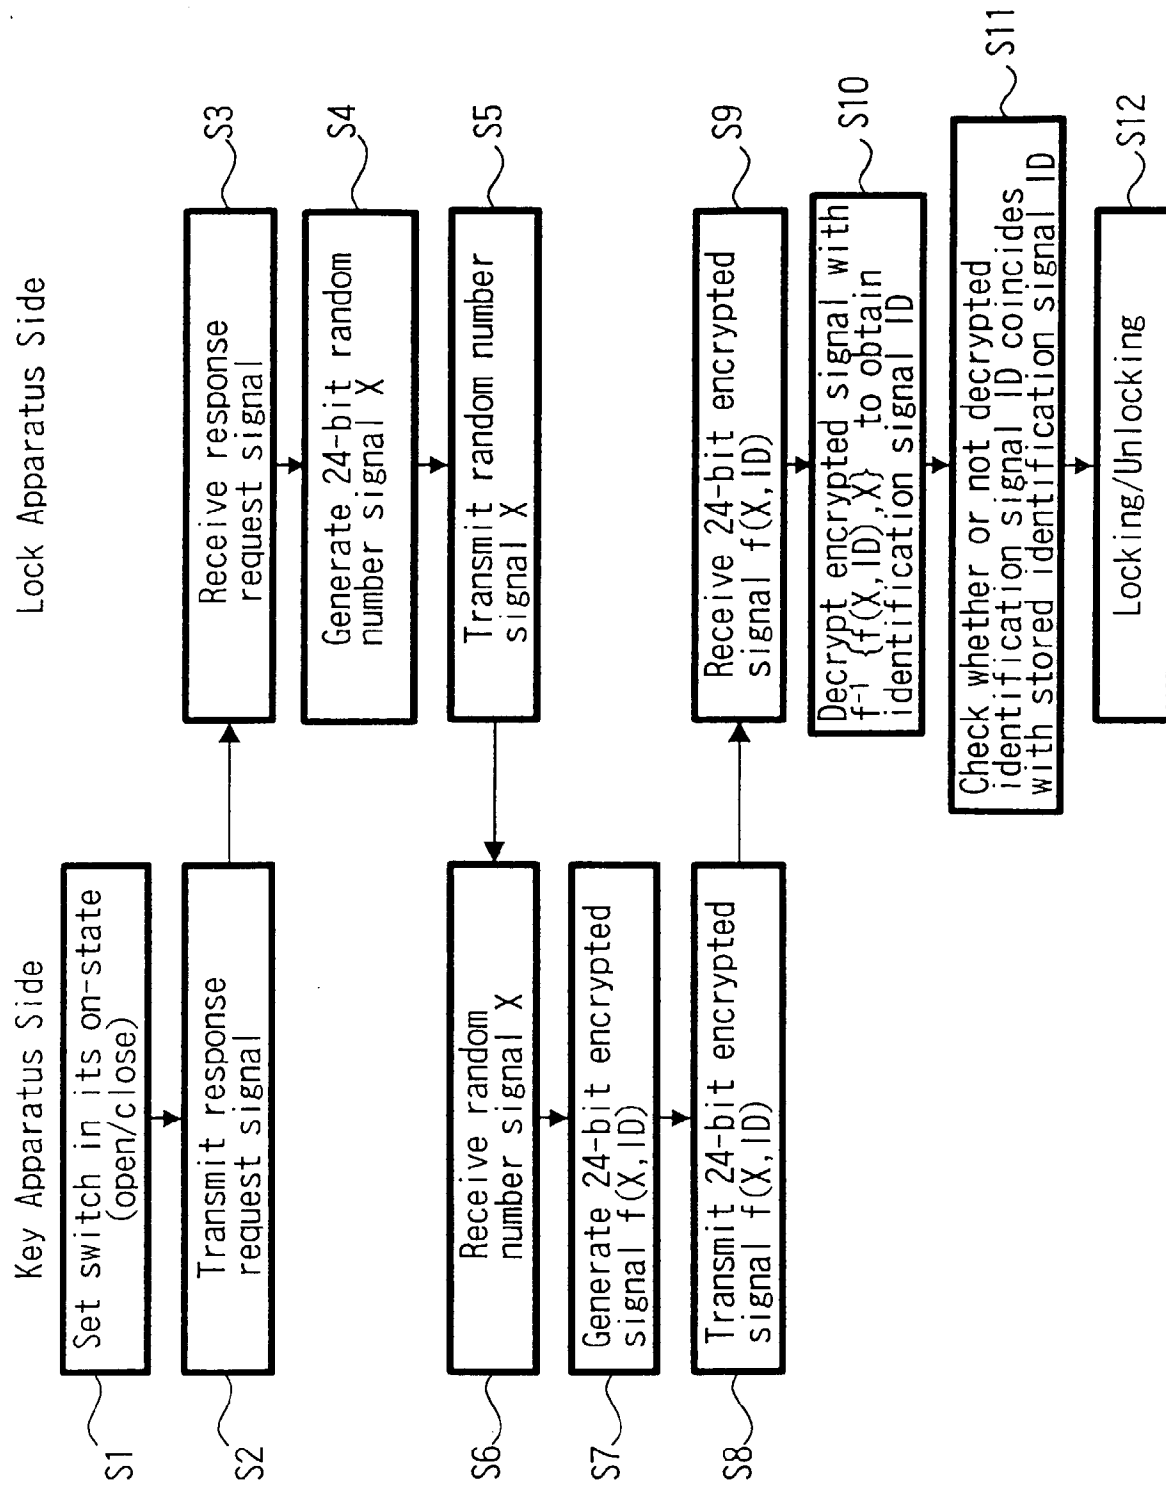 Key Apparatus Side
Lock Apparatus Side
S1
Set switch in its on-state
(open/close)
S2
Transmit response
request signal
Receive response
request signal
S3
Generate 24-bit random
number signal X
S4
Transmit random number
signal X
S5
S6
Receive random
number signal X
S7
Generate 24-bit encrypted
signal f(X,ID)
S8
Transmit 24-bit encrypted
signal f(X,ID)
Receive 24-bit encrypted
signal f(X,ID)
S9
Decrypt encrypted signal with
f-1 {f(X,ID),X} to obtain
identification signal ID
S10
Check whether or not decrypted
identification signal ID coincides
with stored identification signal ID
S11
Locking/Unlocking
S12